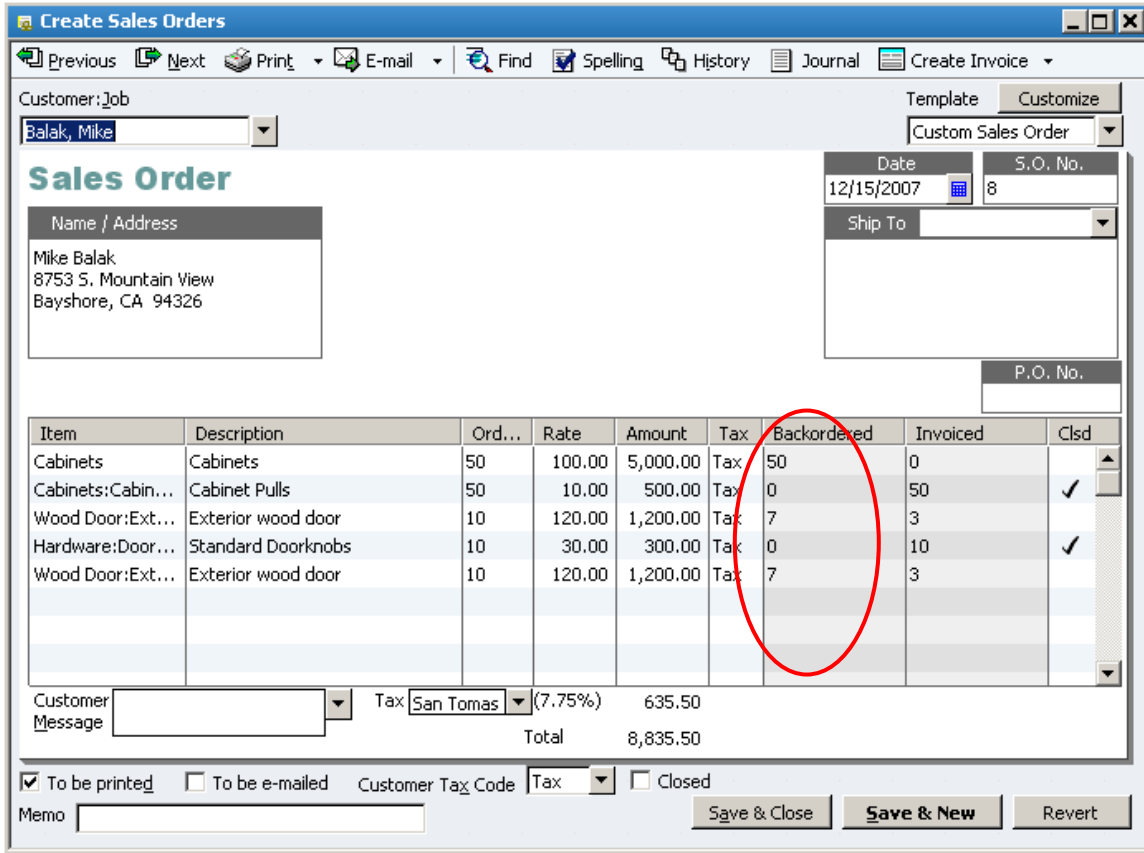 Create Sales Orders
Previous Next Print E-mail Find Spelling History Journal Create Invoice
Customer:Job Template Customize
Balak, Mike Custom Sales Order
Sales Order
Date S.O. No.
12/15/2007 8
Name / Address Ship To
Mike Balak
8753 S. Mountain View
Bayshore, CA 94326
P.O. No.
Item Description Ord... Rate Amount Tax Backordered Invoiced Clsd
Cabinets Cabinets 50 100.00 5,000.00 Tax 50 0
Cabinets:Cabin... Cabinet Pulls 50 10.00 500.00 Tax 0 50 ✓
Wood Door:Ext... Exterior wood door 10 120.00 1,200.00 Tax 7 3
Hardware:Door... Standard Doorknobs 10 30.00 300.00 Tax 0 10 ✓
Wood Door:Ext... Exterior wood door 10 120.00 1,200.00 Tax 7 3
Customer Message Tax San Tomas (7.75%) 635.50
Total 8,835.50
To be printed To be e-mailed Customer Tax Code Tax Closed
Memo Save & Close Save & New Revert